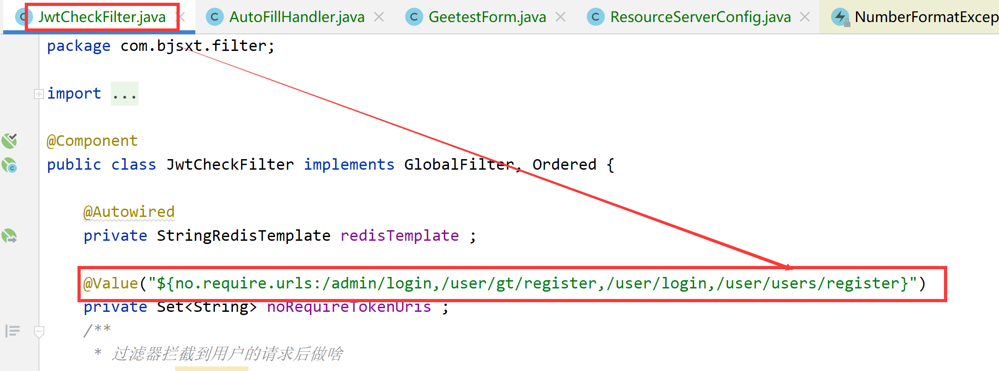 JwtCheckFilter.java AutoFillHandler.java GeetestForm.java ResourceServerConfig.java NumberFormatExcep
package com.bjsxt.filter;
import ...
@Component
public class JwtCheckFilter implements GlobalFilter, Ordered {
@Autowired
private StringRedisTemplate redisTemplate ;
@Value("${no.require.urls:/admin/login,/user/gt/register,/user/login,/user/users/register}")
private Set<String> noRequireTokenUris ;
/**
* 过滤器拦截到用户的请求后做啥